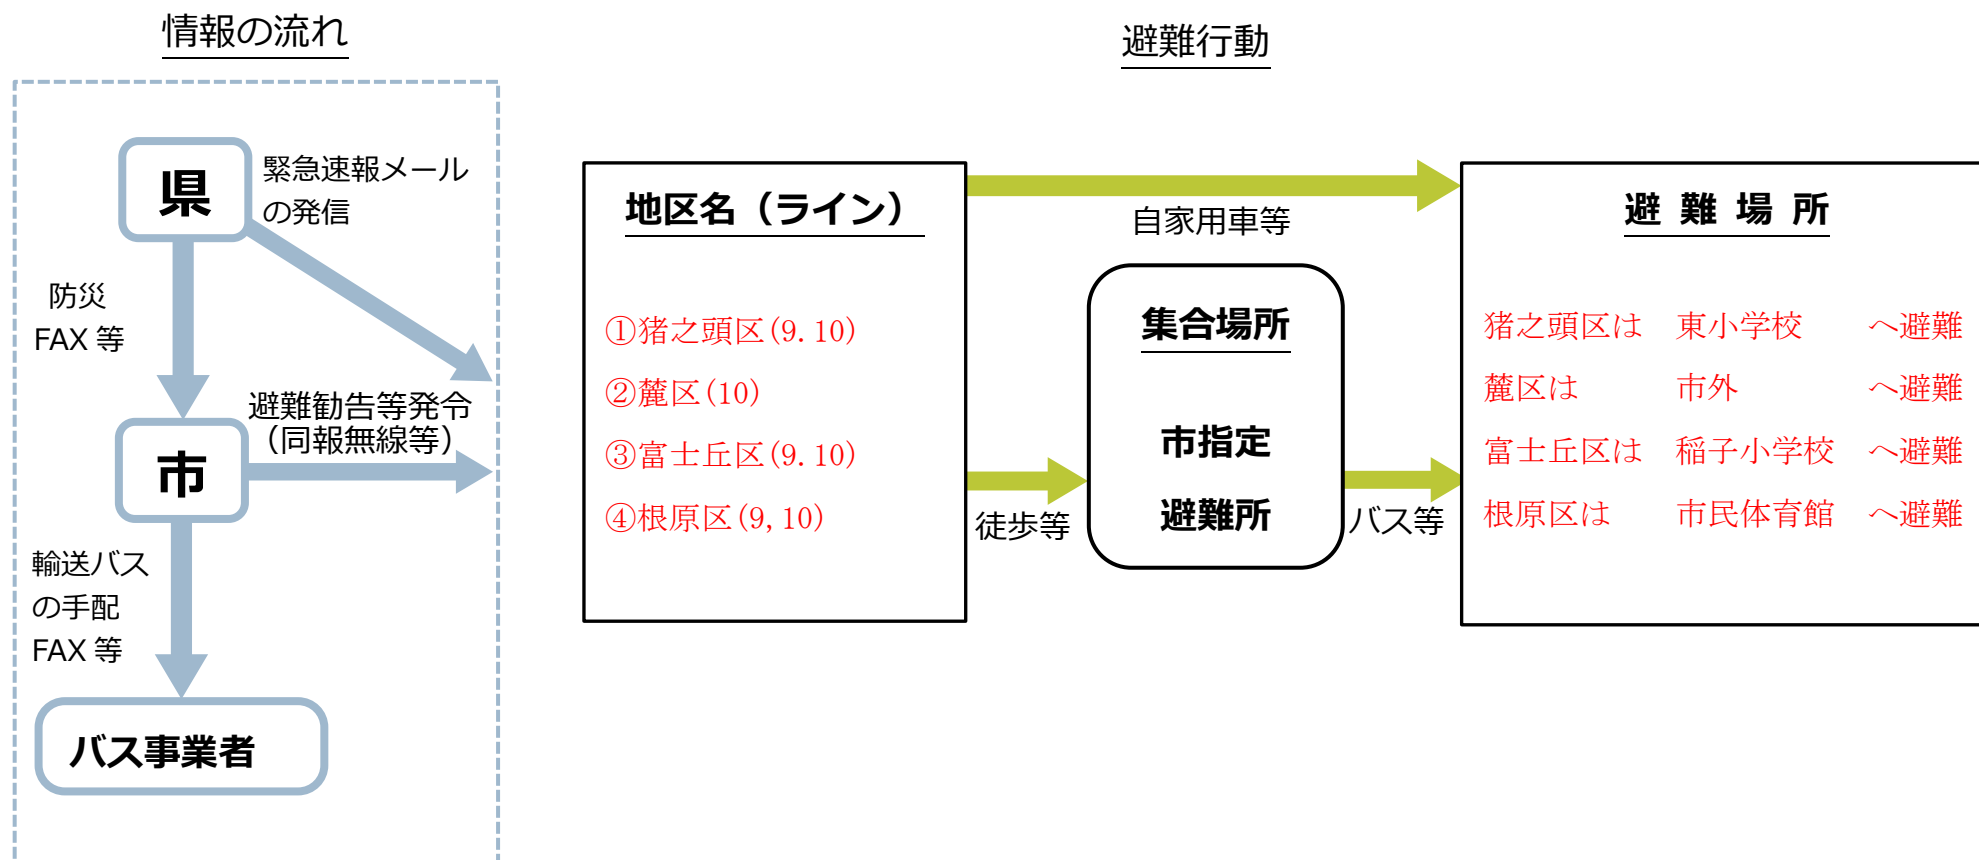 情報の流れ
県
緊急速報メール
の発信
防災
FAX 等
市
避難勧告等発令
（同報無線等）
輸送バス
の手配
FAX 等
バス事業者
避難行動
地区名（ライン）
①猪之頭区(9.10)
②麓区(10)
③富士丘区(9.10)
④根原区(9,10)
自家用車等
徒歩等
集合場所
市指定
避難所
バス等
避 難 場 所
猪之頭区は 東小学校 へ避難
麓区は 市外 へ避難
富士丘区は 稲子小学校 へ避難
根原区は 市民体育館 へ避難